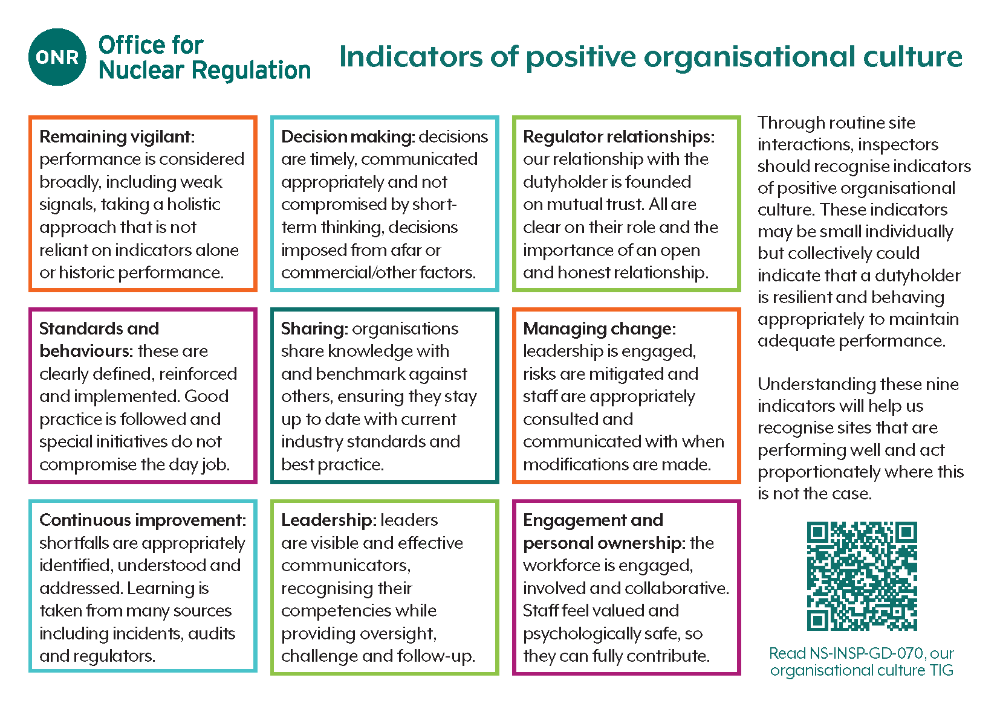 ONR
Office for
Nuclear Regulation
Indicators of positive organisational culture
Remaining vigilant:
performance is considered
broadly, including weak
signals, taking a holistic
approach that is not
reliant on indicators alone
or historic performance.
Decision making: decisions
are timely, communicated
appropriately and not
compromised by short-
term thinking, decisions
imposed from afar or
commercial/other factors.
Regulator relationships:
our relationship with the
dutyholder is founded
on mutual trust. All are
clear on their role and the
importance of an open
and honest relationship.
Standards and
behaviours: these are
clearly defined, reinforced
and implemented. Good
practice is followed and
special initiatives do not
compromise the day job.
Sharing: organisations
share knowledge with
and benchmark against
others, ensuring they stay
up to date with current
industry standards and
best practice.
Managing change:
leadership is engaged,
risks are mitigated and
staff are appropriately
consulted and
communicated with when
modifications are made.
Continuous improvement:
shortfalls are appropriately
identified, understood and
addressed. Learning is
taken from many sources
including incidents, audits
and regulators.
Leadership: leaders
are visible and effective
communicators,
recognising their
competencies while
providing oversight,
challenge and follow-up.
Engagement and
personal ownership: the
workforce is engaged,
involved and collaborative.
Staff feel valued and
psychologically safe, so
they can fully contribute.
Through routine site
interactions, inspectors
should recognise indicators
of positive organisational
culture. These indicators
may be small individually
but collectively could
indicate that a dutyholder
is resilient and behaving
appropriately to maintain
adequate performance.
Understanding these nine
indicators will help us
recognise sites that are
performing well and act
proportionately where this
is not the case.
Read NS-INSP-GD-070, our
organisational culture TIG